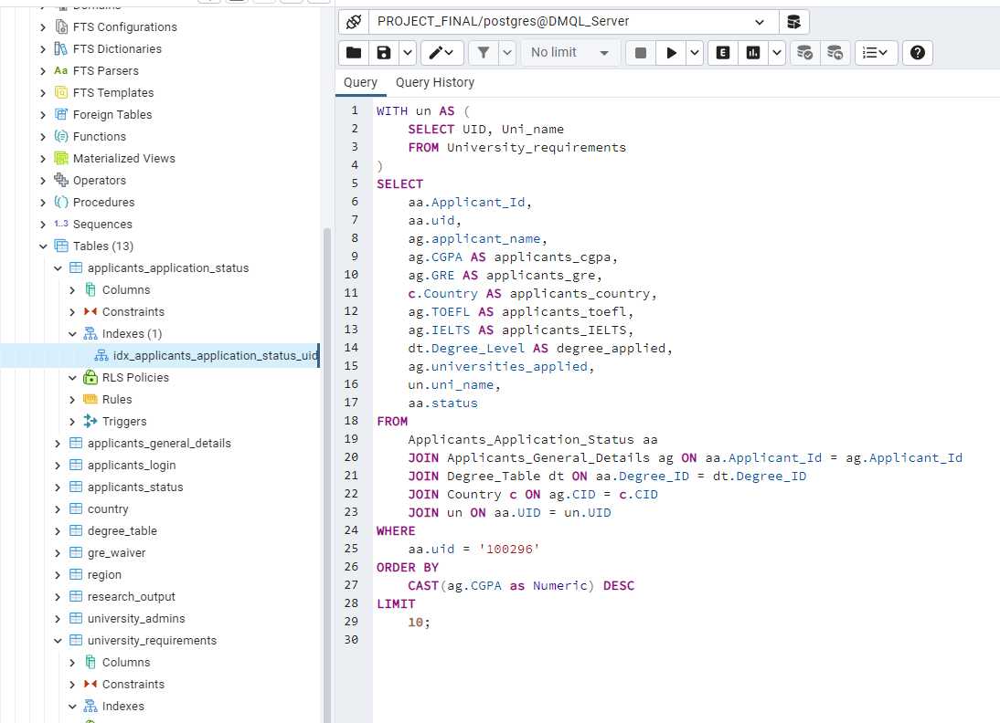 FTS Configurations
FTS Dictionaries
Aa FTS Parsers
FTS Templates
Foreign Tables
Functions
Materialized Views
Operators
Procedures
1..3 Sequences
Tables (13)
applicants_application_status
Columns
Constraints
Indexes (1)
idx_applicants_application_status_uid
RLS Policies
Rules
Triggers
applicants_general_details
applicants_login
applicants_status
country
degree_table
gre_waiver
region
research_output
university_admins
university_requirements
Columns
Constraints
Indexes
PROJECT_FINAL/postgres@DMQL_Server
No limit
E
Query Query History
1 WITH un AS (
2 SELECT UID, Uni_name
3 FROM University_requirements
4 )
5 SELECT
6 aa.Applicant_Id,
7 aa.uid,
8 ag.applicant_name,
9 ag.CGPA AS applicants_cgpa,
10 ag.GRE AS applicants_gre,
11 c.Country AS applicants_country,
12 ag.TOEFL AS applicants_toefl,
13 ag.IELTS AS applicants_IELTS,
14 dt.Degree_Level AS degree_applied,
15 ag.universities_applied,
16 un.uni_name,
17 aa.status
18 FROM
19 Applicants_Application_Status aa
20 JOIN Applicants_General_Details ag ON aa.Applicant_Id = ag.Applicant_Id
21 JOIN Degree_Table dt ON aa.Degree_ID = dt.Degree_ID
22 JOIN Country c ON ag.CID = c.CID
23 JOIN un ON aa.UID = un.UID
24 WHERE
25 aa.uid = '100296'
26 ORDER BY
27 CAST(ag.CGPA as Numeric) DESC
28 LIMIT
29 10;
30